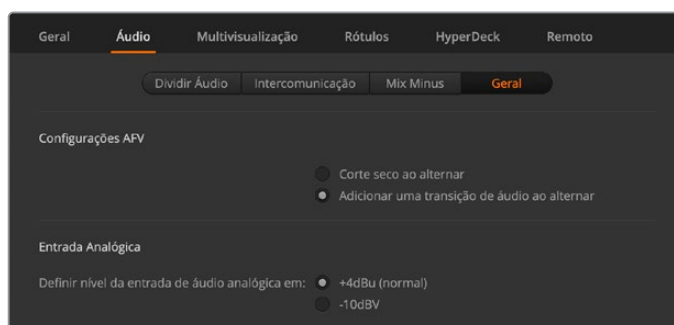 Geral Áudio Multivisualização Rótulos HyperDeck Remoto
Dividir Áudio Intercomunicação Mix Minus Geral
Configurações AFV
Corte seco ao alternar
Adicionar uma transição de áudio ao alternar
Entrada Analógica
Definir nível da entrada de áudio analógica em: +4dBu (normal)
-10dBV